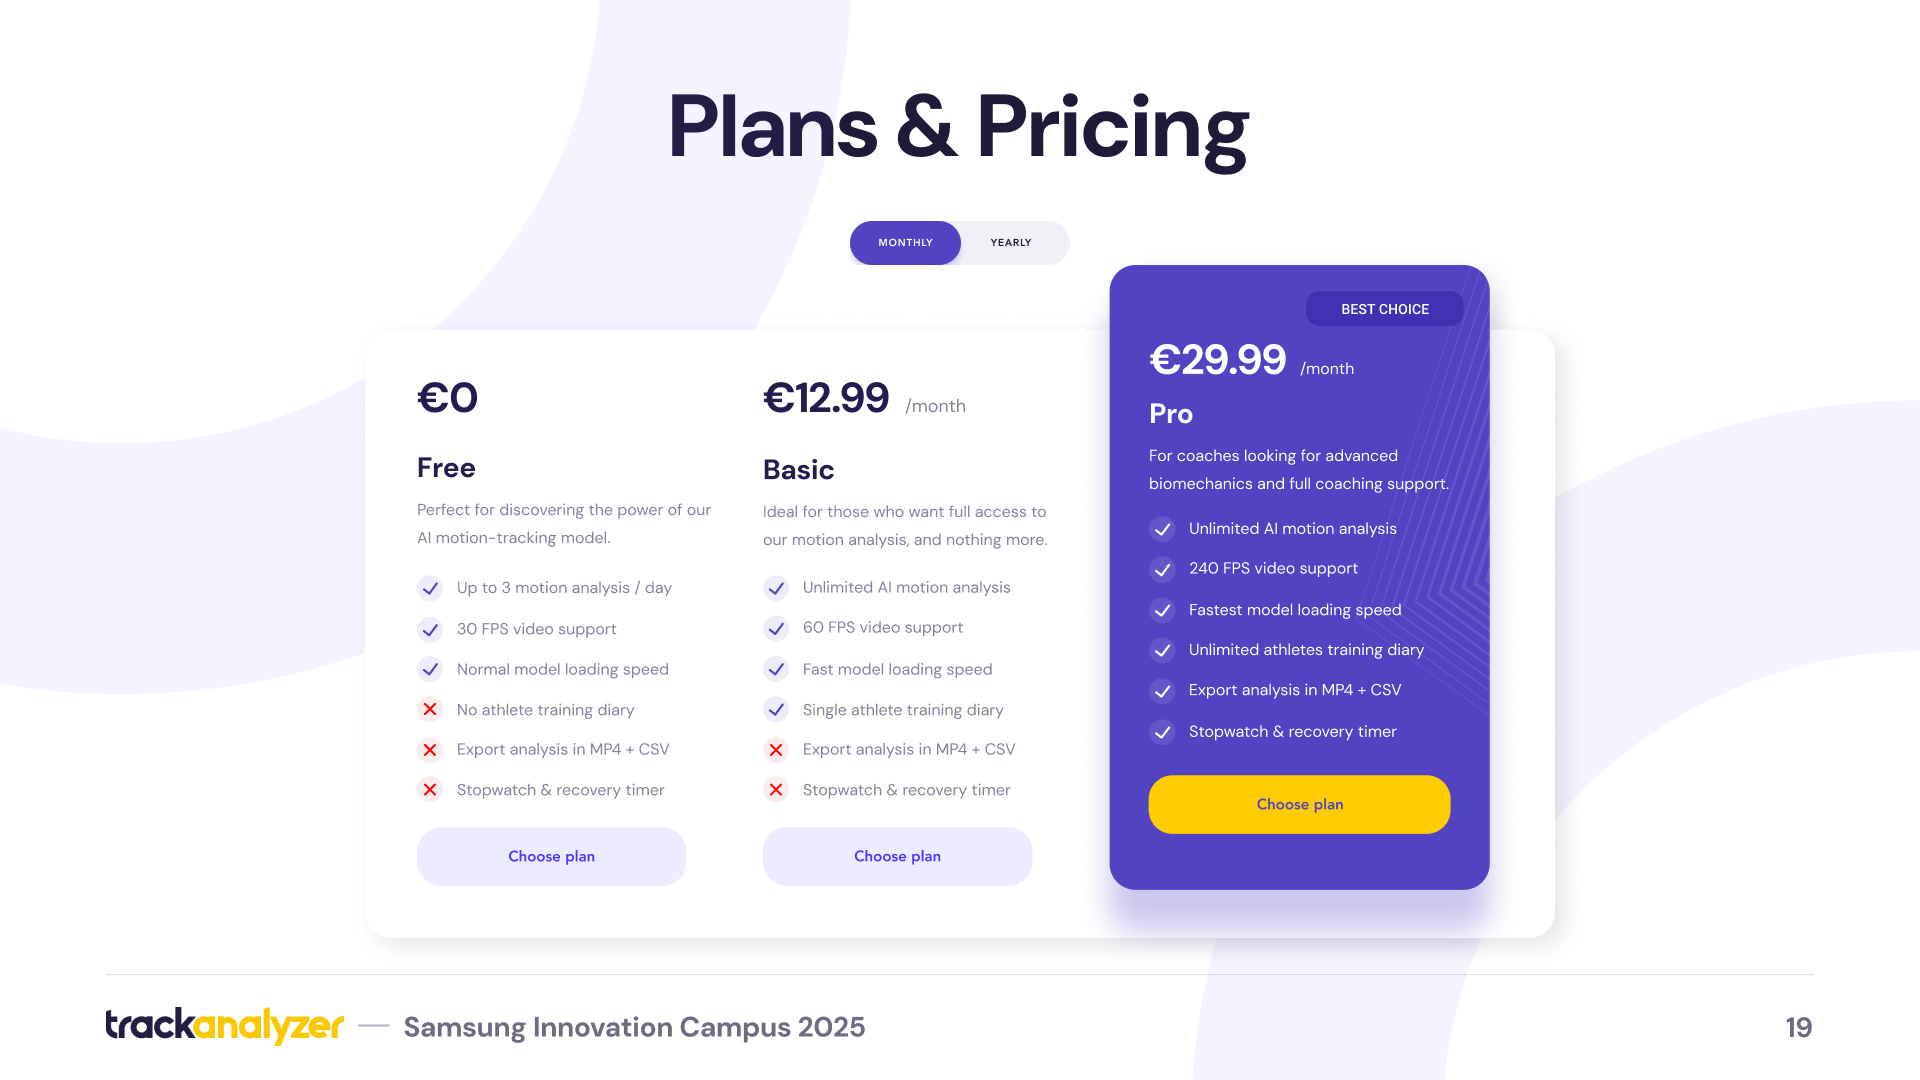 Plans & Pricing
MONTHLY
YEARLY
€0
Free
Perfect for discovering the power of our
AI motion-tracking model.
Up to 3 motion analysis / day
30 FPS video support
Normal model loading speed
No athlete training diary
Export analysis in MP4 + CSV
Stopwatch & recovery timer
Choose plan
€12.99 /month
Basic
Ideal for those who want full access to
our motion analysis, and nothing more.
Unlimited AI motion analysis
60 FPS video support
Fast model loading speed
Single athlete training diary
Export analysis in MP4 + CSV
Stopwatch & recovery timer
Choose plan
BEST CHOICE
€29.99 /month
Pro
For coaches looking for advanced
biomechanics and full coaching support.
Unlimited AI motion analysis
240 FPS video support
Fastest model loading speed
Unlimited athletes training diary
Export analysis in MP4 + CSV
Stopwatch & recovery timer
Choose plan
trackanalyzer — Samsung Innovation Campus 2025
19